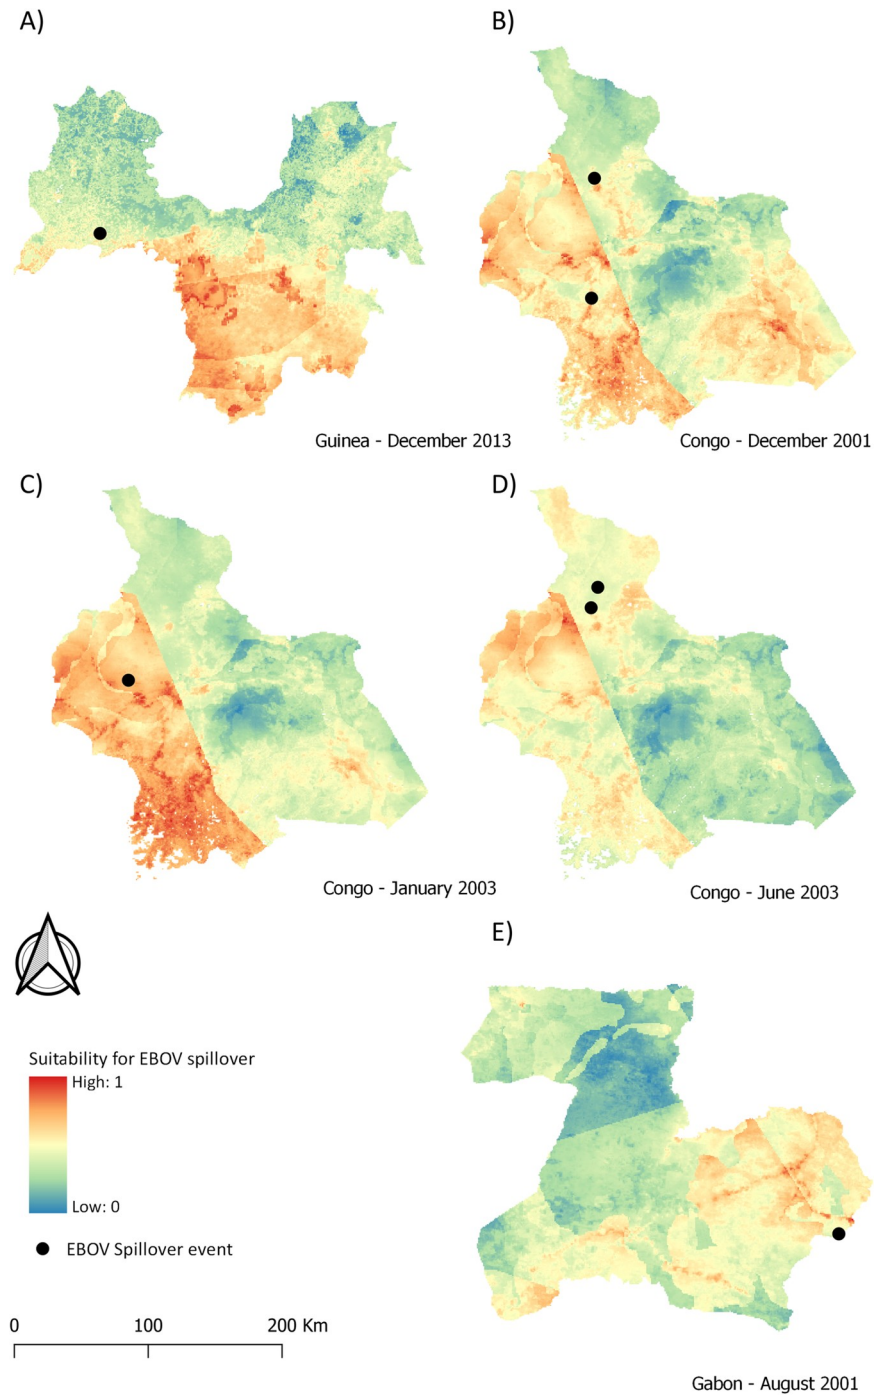 A)
B)
Guinea - December 2013
Congo - December 2001
C)
D)
Congo - January 2003
Congo - June 2003
E)
Suitability for EBOV spillover
High: 1
Low: 0
EBOV Spillover event
0 100 200 Km
Gabon - August 2001